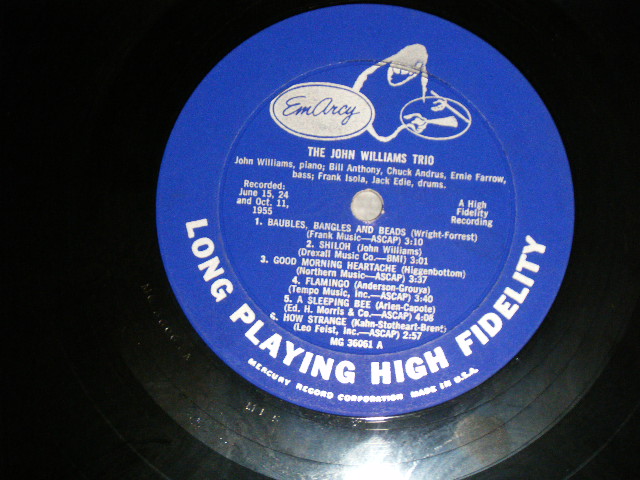 EmArcy
THE JOHN WILLIAMS TRIO
John Williams, piano; Bill Anthony, Chuck Andrus, Ernie Farrow,
bass; Frank Isola, Jack Edie, drums.
Recorded:
June 15, 24
and Oct. 11,
1955
A High
Fidelity
Recording
1. BAUBLES, BANGLES AND BEADS (Wright-Forrest)
(Frank Music—ASCAP) 3:10
2. SHILOH (John Williams)
(Drexall Music Co.—BMI) 3:01
3. GOOD MORNING HEARTACHE (Higgenbottom)
(Northern Music—ASCAP) 3:37
4. FLAMINGO (Anderson-Grouya)
(Tempo Music, Inc.—ASCAP) 3:40
5. A SLEEPING BEE (Arlen-Capote)
(Ed. H. Morris & Co.—ASCAP) 4:08
6. HOW STRANGE (Kahn-Stothart-Brent)
(Leo Feist, Inc.—ASCAP) 2:57
MG 36061 A
LONG PLAYING HIGH FIDELITY
MERCURY RECORD CORPORATION MADE IN U.S.A.